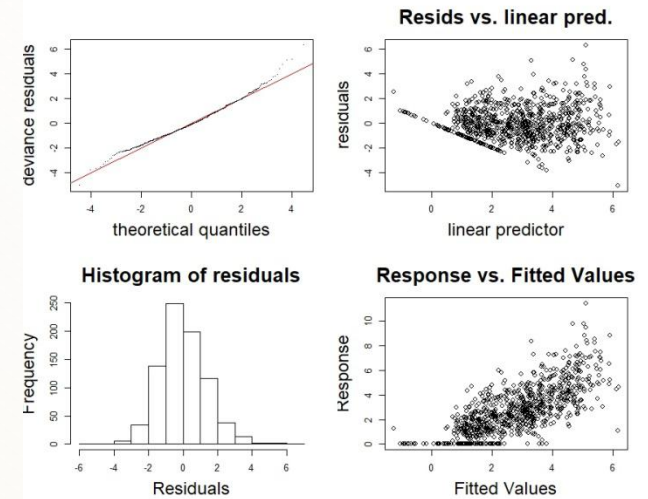 Resids vs. linear pred.
deviance residuals
6
4
2
0
-2
-4
-4 -2 0 2 4
theoretical quantiles
residuals
6
4
2
0
-2
-4
0 2 4 6
linear predictor
Histogram of residuals
Frequency
250
200
150
100
50
0
-6 -4 -2 0 2 4 6
Residuals
Response vs. Fitted Values
Response
10
8
6
4
2
0
0 2 4 6
Fitted Values